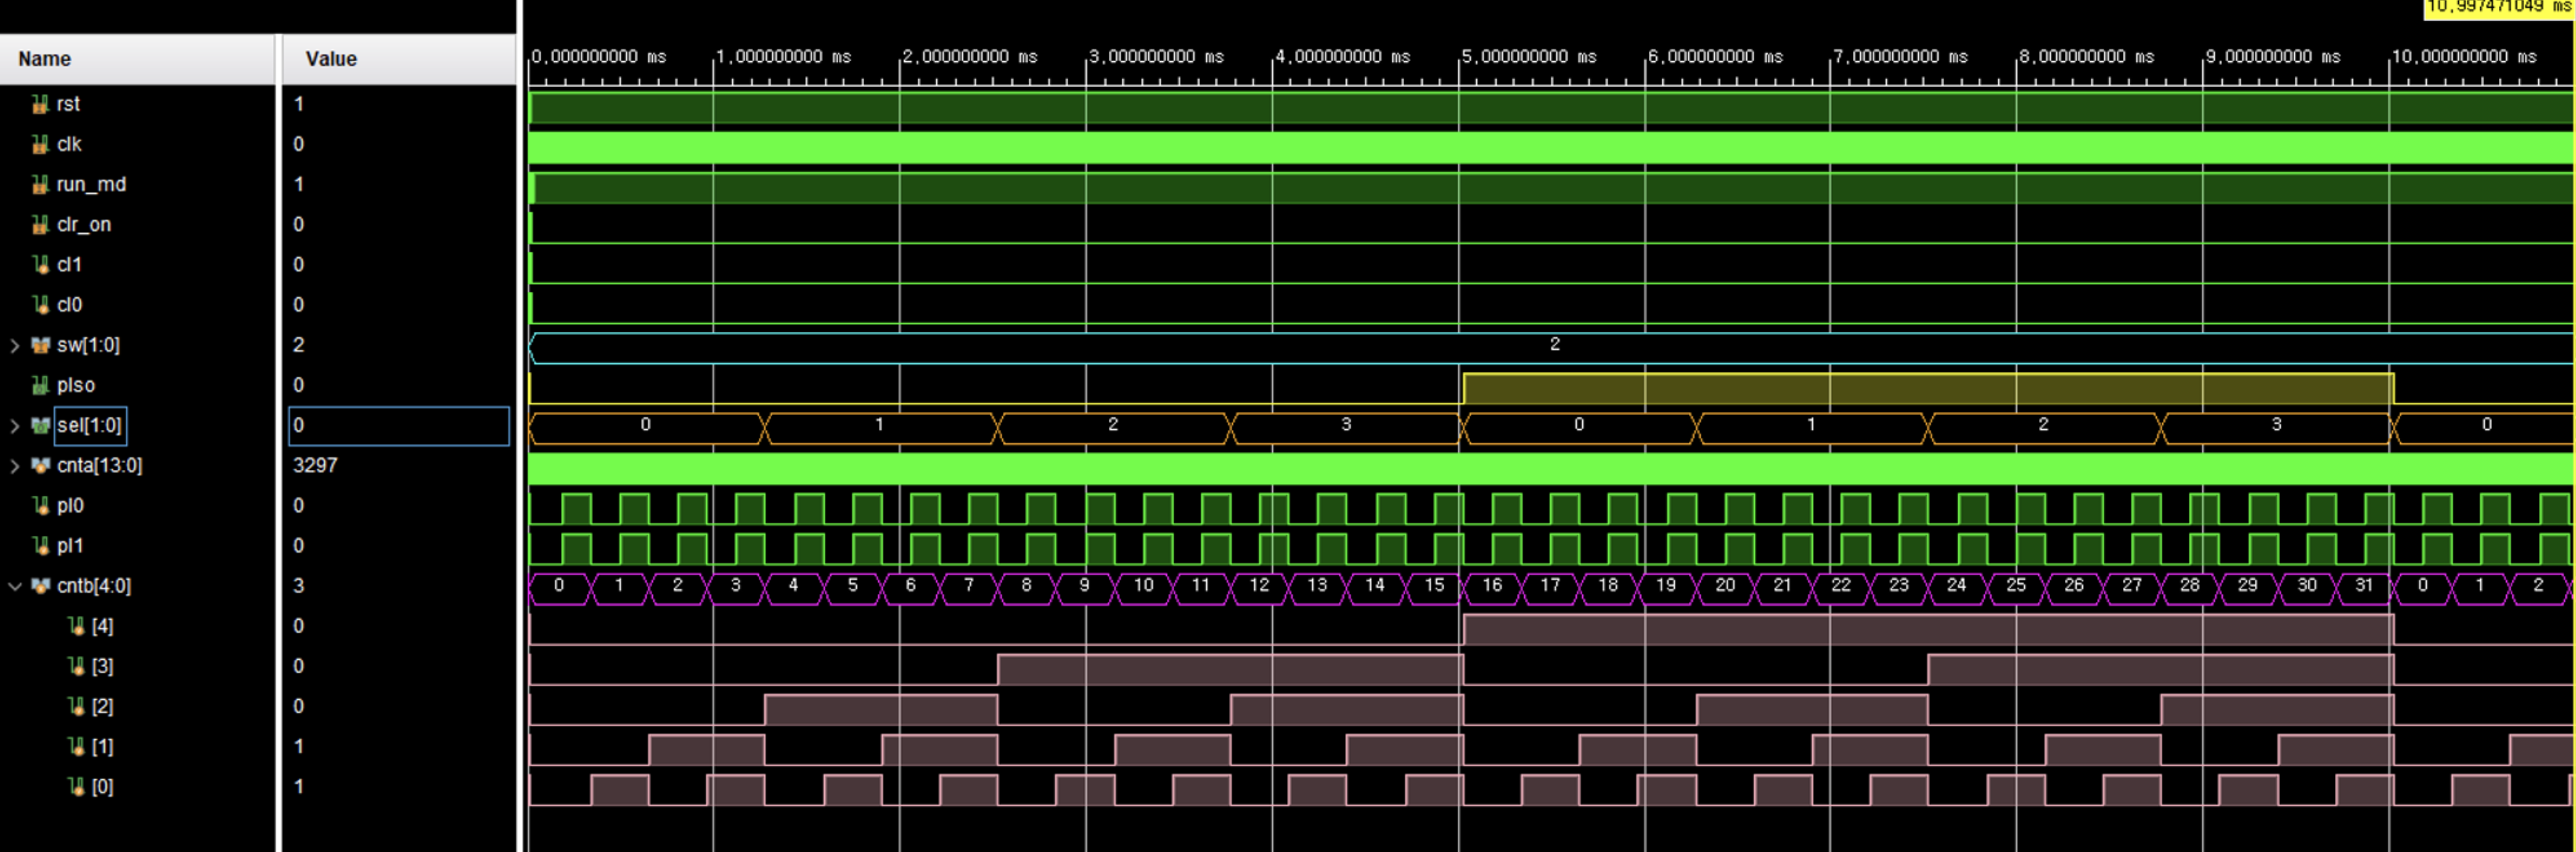 10,997471049 ms
Name Value 0,000000000 ms 1,000000000 ms 2,000000000 ms 3,000000000 ms 4,000000000 ms 5,000000000 ms 6,000000000 ms 7,000000000 ms 8,000000000 ms 9,000000000 ms 10,000000000 ms
rst 1
clk 0
run_md 1
clr_on 0
cl1 0
cl0 0
sw[1:0] 2 2
plso 0
sel[1:0] 0 0 1 2 3 0 1 2 3 0
cnta[13:0] 3297
pl0 0
pl1 0
cntb[4:0] 3 0 1 2 3 4 5 6 7 8 9 10 11 12 13 14 15 16 17 18 19 20 21 22 23 24 25 26 27 28 29 30 31 0 1 2
[4] 0
[3] 0
[2] 0
[1] 1
[0] 1